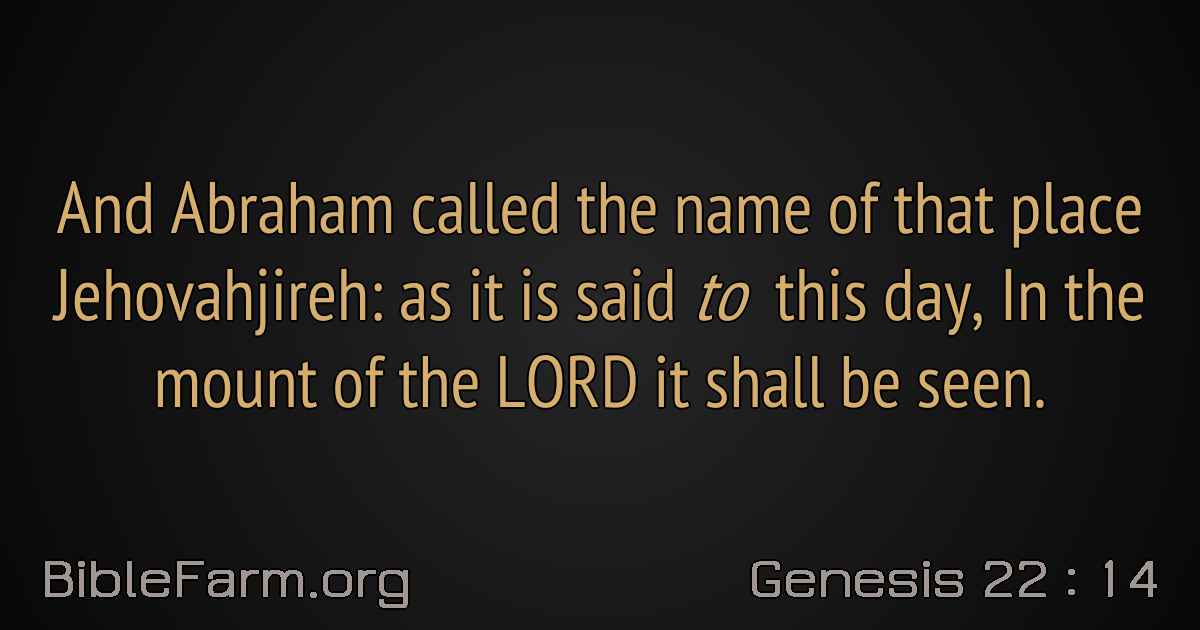 And Abraham called the name of that place
Jehovahjireh: as it is said to this day, In the
mount of the LORD it shall be seen.
BibleFarm.org
Genesis 22 : 14